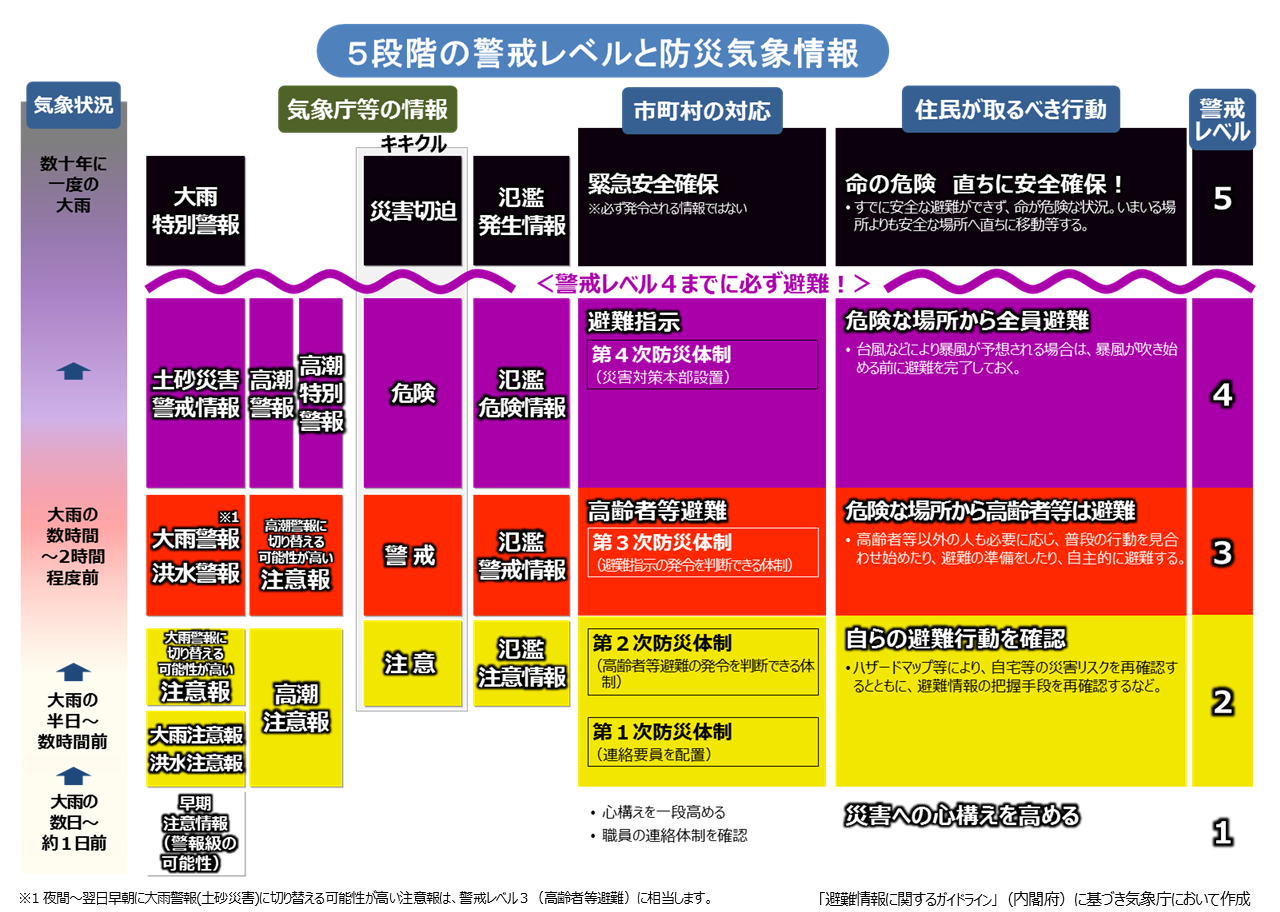 ５段階の警戒レベルと防災気象情報
気象状況
気象庁等の情報
市町村の対応
住民が取るべき行動
警戒
レベル
キキクル
数十年に
一度の
大雨
大雨
特別警報
災害切迫
氾濫
発生情報
緊急安全確保
※必ず発令される情報ではない
命の危険　直ちに安全確保！
・すでに安全な避難ができず、命が危険な状況。いまいる場
所よりも安全な場所へ直ちに移動等する。
5
＜警戒レベル４までに必ず避難！＞
土砂災害
警戒情報
高潮
警報
高潮
特別
警報
危険
氾濫
危険情報
避難指示
第４次防災体制
（災害対策本部設置）
危険な場所から全員避難
・台風などにより暴風が予想される場合は、暴風が吹き始
める前に避難を完了しておく。
4
大雨の
数時間
～2時間
程度前
※1
大雨警報
洪水警報
高潮警報に
切り替える
可能性が高い
注意報
警戒
氾濫
警戒情報
高齢者等避難
第３次防災体制
（避難指示の発令を判断できる体制）
危険な場所から高齢者等は避難
・高齢者等以外の人も必要に応じ、普段の行動を見合
わせ始めたり、避難の準備をしたり、自主的に避難する。
3
大雨の
半日～
数時間前
大雨警報に
切り替える
可能性が高い
注意報
大雨注意報
洪水注意報
高潮
注意報
注意
氾濫
注意情報
第２次防災体制
（高齢者等避難の発令を判断できる体
制）
第１次防災体制
（連絡要員を配置）
自らの避難行動を確認
・ハザードマップ等により、自宅等の災害リスクを再確認す
るとともに、避難情報の把握手段を再確認するなど。
2
大雨の
数日～
約１日前
早期
注意情報
（警報級の
可能性）
・心構えを一段高める
・職員の連絡体制を確認
災害への心構えを高める
1
※1 夜間～翌日早朝に大雨警報(土砂災害)に切り替える可能性が高い注意報は、警戒レベル３（高齢者等避難）に相当します。
「避難情報に関するガイドライン」（内閣府）に基づき気象庁において作成